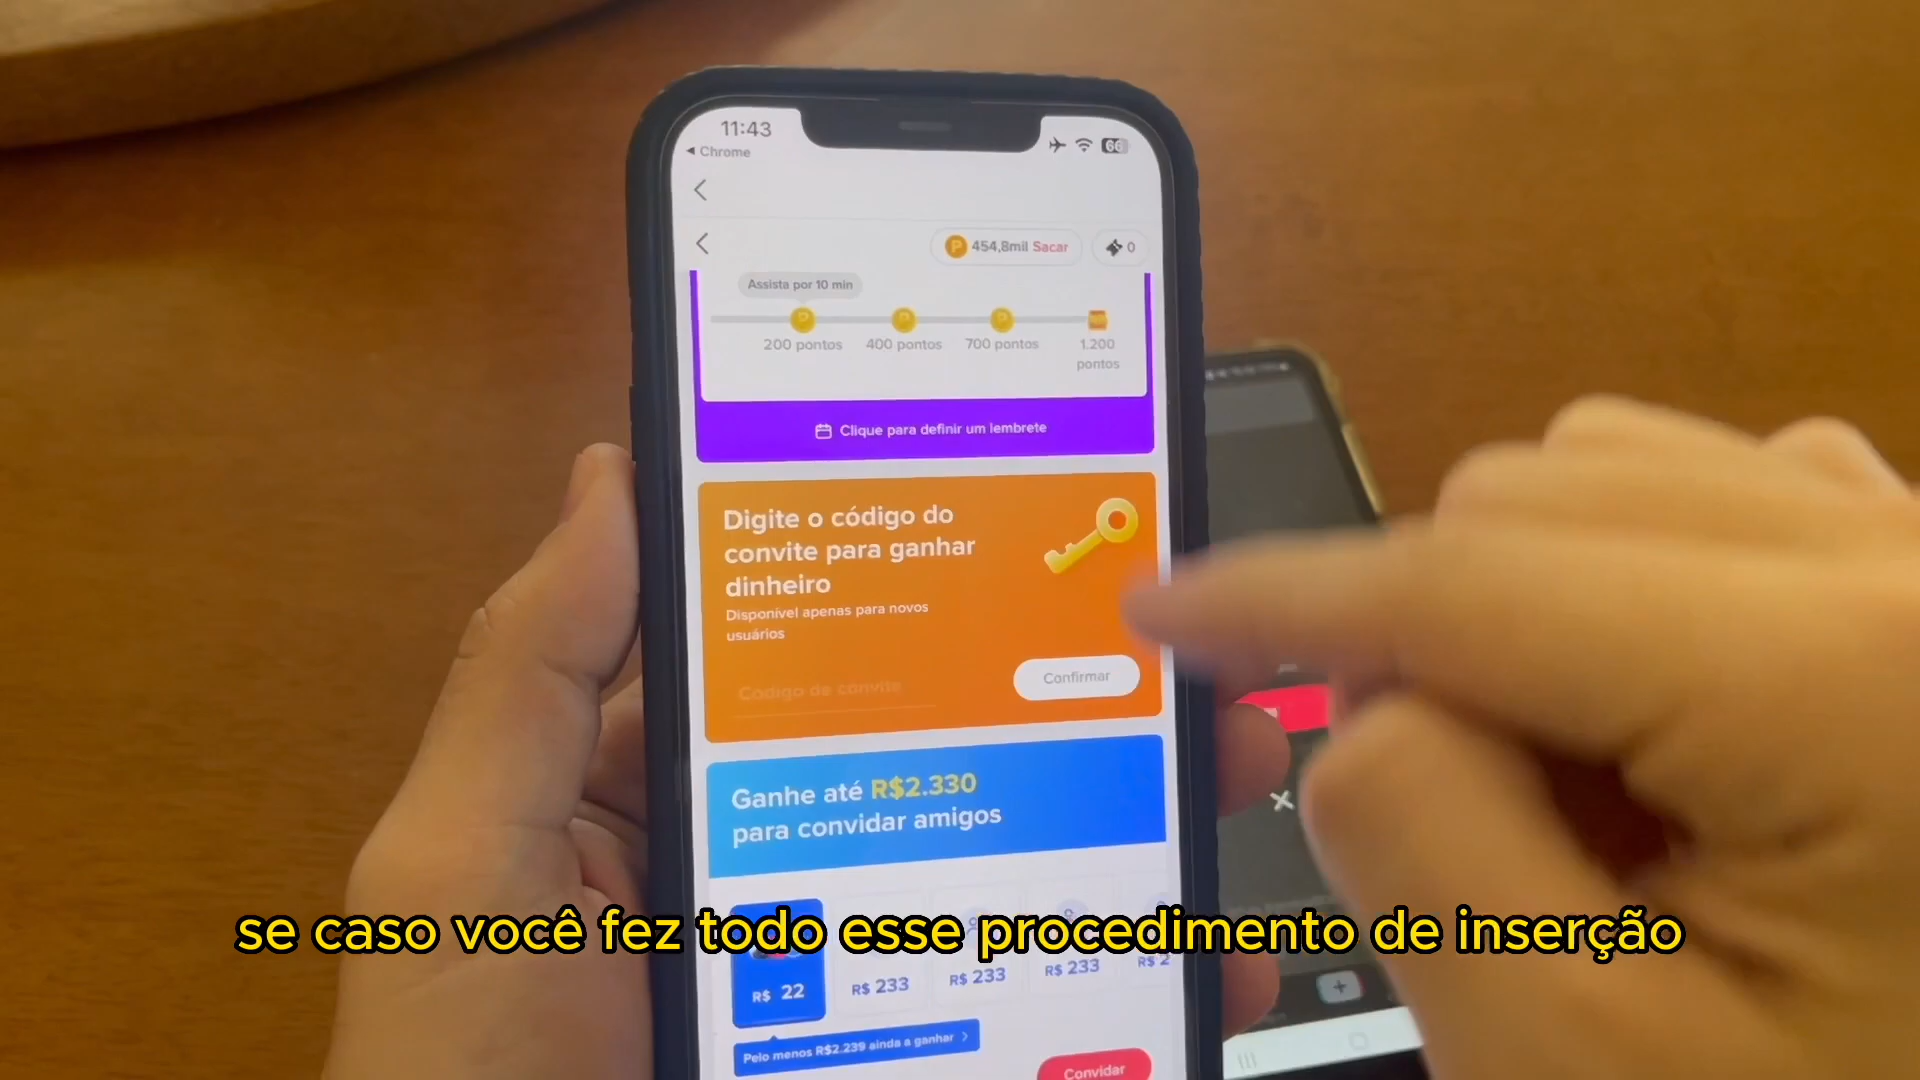 11:43
66
Chrome
454,8mil Sacar
0
Assista por 10 min
200 pontos
400 pontos
700 pontos
1.200
pontos
Clique para definir um lembrete
Digite o código do
convite para ganhar
dinheiro
Disponível apenas para novos
usuários
Código de convite
Confirmar
Ganhe até R$2.330
para convidar amigos
se caso você fez todo esse procedimento de inserção
R$ 22
R$ 233
R$ 233
R$ 233
Pelo menos R$2.239 ainda a ganhar
Convidar